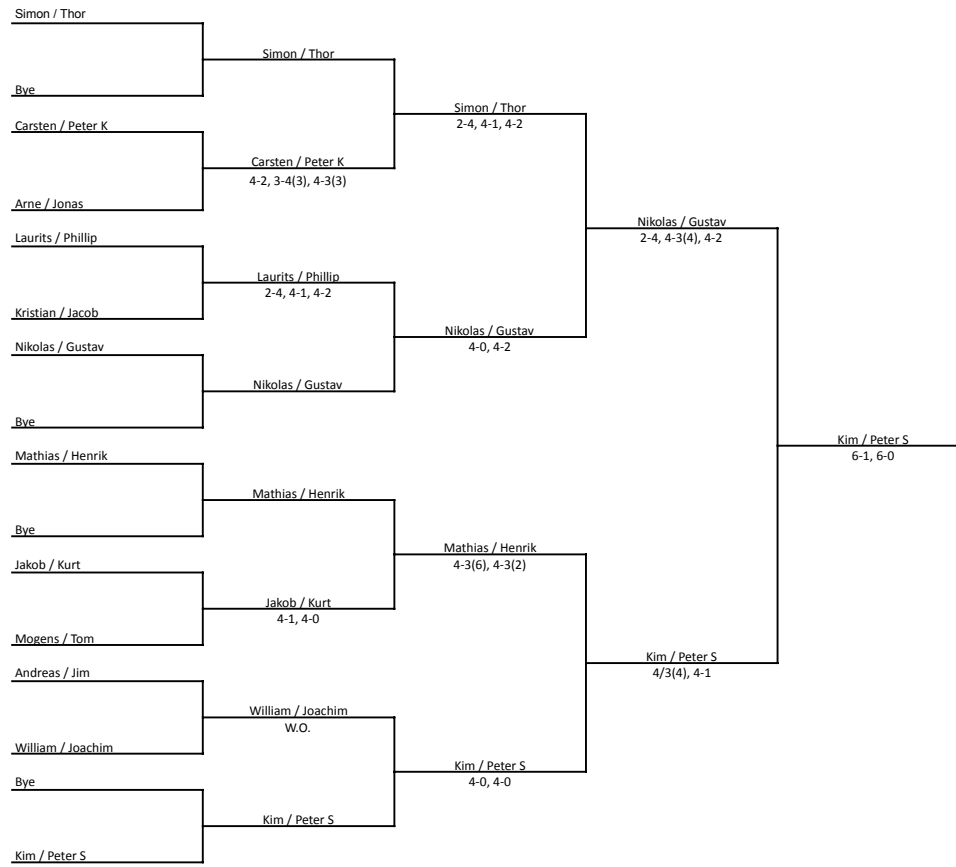 Simon / Thor
Bye
Carsten / Peter K
Arne / Jonas
Laurits / Phillip
Kristian / Jacob
Nikolas / Gustav
Bye
Mathias / Henrik
Bye
Jakob / Kurt
Mogens / Tom
Andreas / Jim
William / Joachim
Bye
Kim / Peter S
Simon / Thor
Carsten / Peter K
4-2, 3-4(3), 4-3(3)
Laurits / Phillip
2-4, 4-1, 4-2
Nikolas / Gustav
Mathias / Henrik
Jakob / Kurt
4-1, 4-0
William / Joachim
W.O.
Kim / Peter S
Simon / Thor
2-4, 4-1, 4-2
Nikolas / Gustav
4-0, 4-2
Mathias / Henrik
4-3(6), 4-3(2)
Kim / Peter S
4-0, 4-0
Nikolas / Gustav
2-4, 4-3(4), 4-2
Kim / Peter S
4/3(4), 4-1
Kim / Peter S
6-1, 6-0